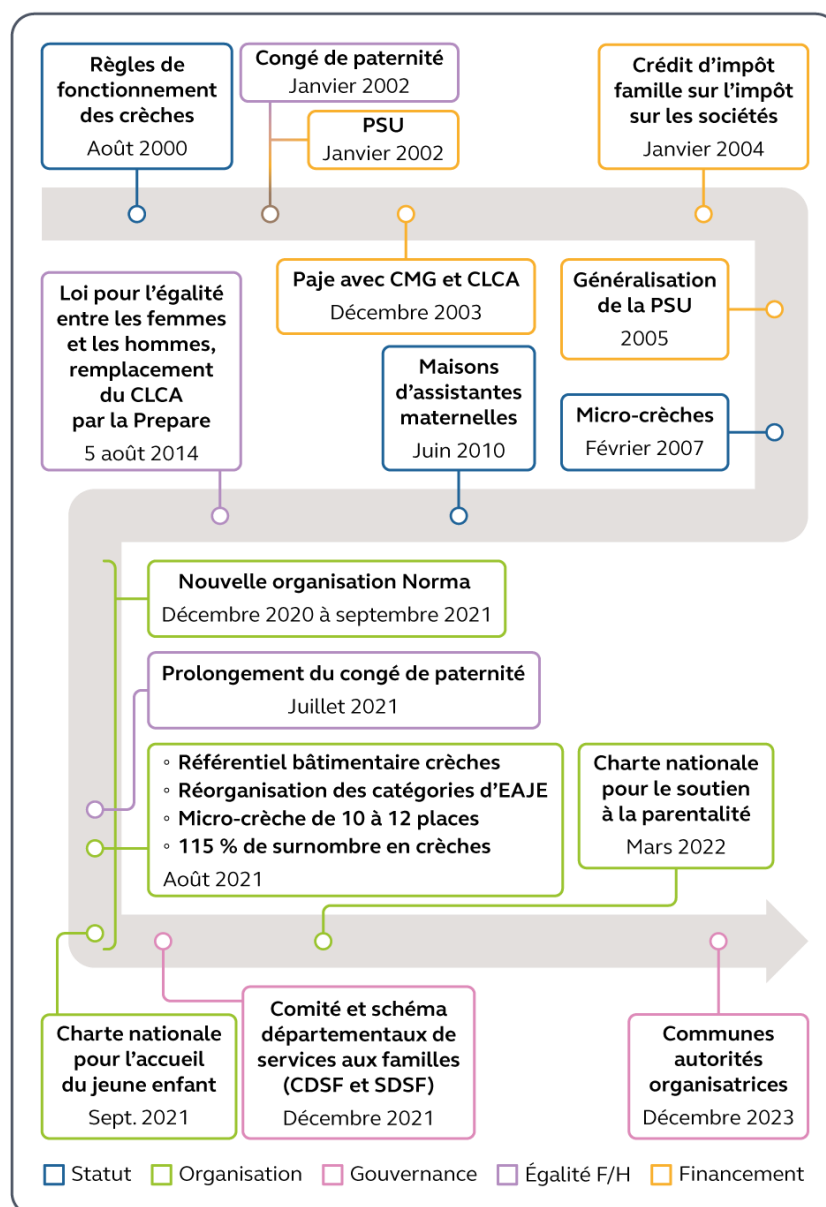 Règles de
fonctionnement
des crèches
Août 2000
Congé de paternité
Janvier 2002
PSU
Janvier 2002
Crédit d’impôt
famille sur l’impôt
sur les sociétés
Janvier 2004
Paje avec CMG et CLCA
Décembre 2003
Généralisation
de la PSU
2005
Loi pour l’égalité
entre les femmes
et les hommes,
remplacement
du CLCA
par la Prepare
5 août 2014
Maisons
d’assistantes
maternelles
Juin 2010
Micro-crèches
Février 2007
Nouvelle organisation Norma
Décembre 2020 à septembre 2021
Prolongement du congé de paternité
Juillet 2021
◦ Référentiel bâtimentaire crèches
◦ Réorganisation des catégories d’EAJE
◦ Micro-crèche de 10 à 12 places
◦ 115 % de surnombre en crèches
Août 2021
Charte nationale
pour le soutien
à la parentalité
Mars 2022
Charte nationale
pour l’accueil
du jeune enfant
Sept. 2021
Comité et schéma
départementaux de
services aux familles
(CDSF et SDSF)
Décembre 2021
Communes
autorités
organisatrices
Décembre 2023
Statut
Organisation
Gouvernance
Égalité F/H
Financement